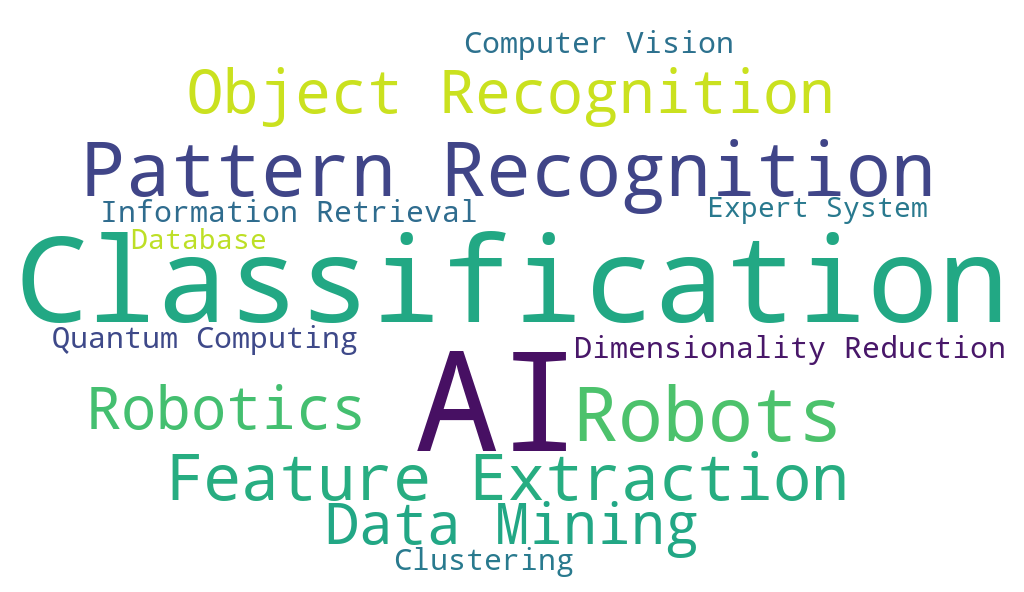 Computer Vision
Object Recognition
Pattern Recognition
Information Retrieval
Expert System
Database
Classification
Quantum Computing
Dimensionality Reduction
AI
Robotics
Robots
Feature Extraction
Data Mining
Clustering